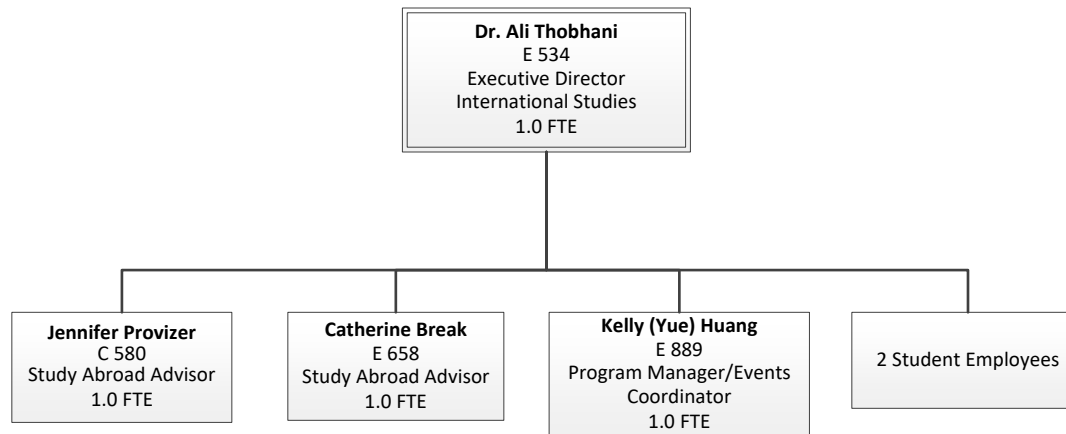 Dr. Ali Thobhani
E 534
Executive Director
International Studies
1.0 FTE
Jennifer Provizer
C 580
Study Abroad Advisor
1.0 FTE
Catherine Break
E 658
Study Abroad Advisor
1.0 FTE
Kelly (Yue) Huang
E 889
Program Manager/Events
Coordinator
1.0 FTE
2 Student Employees